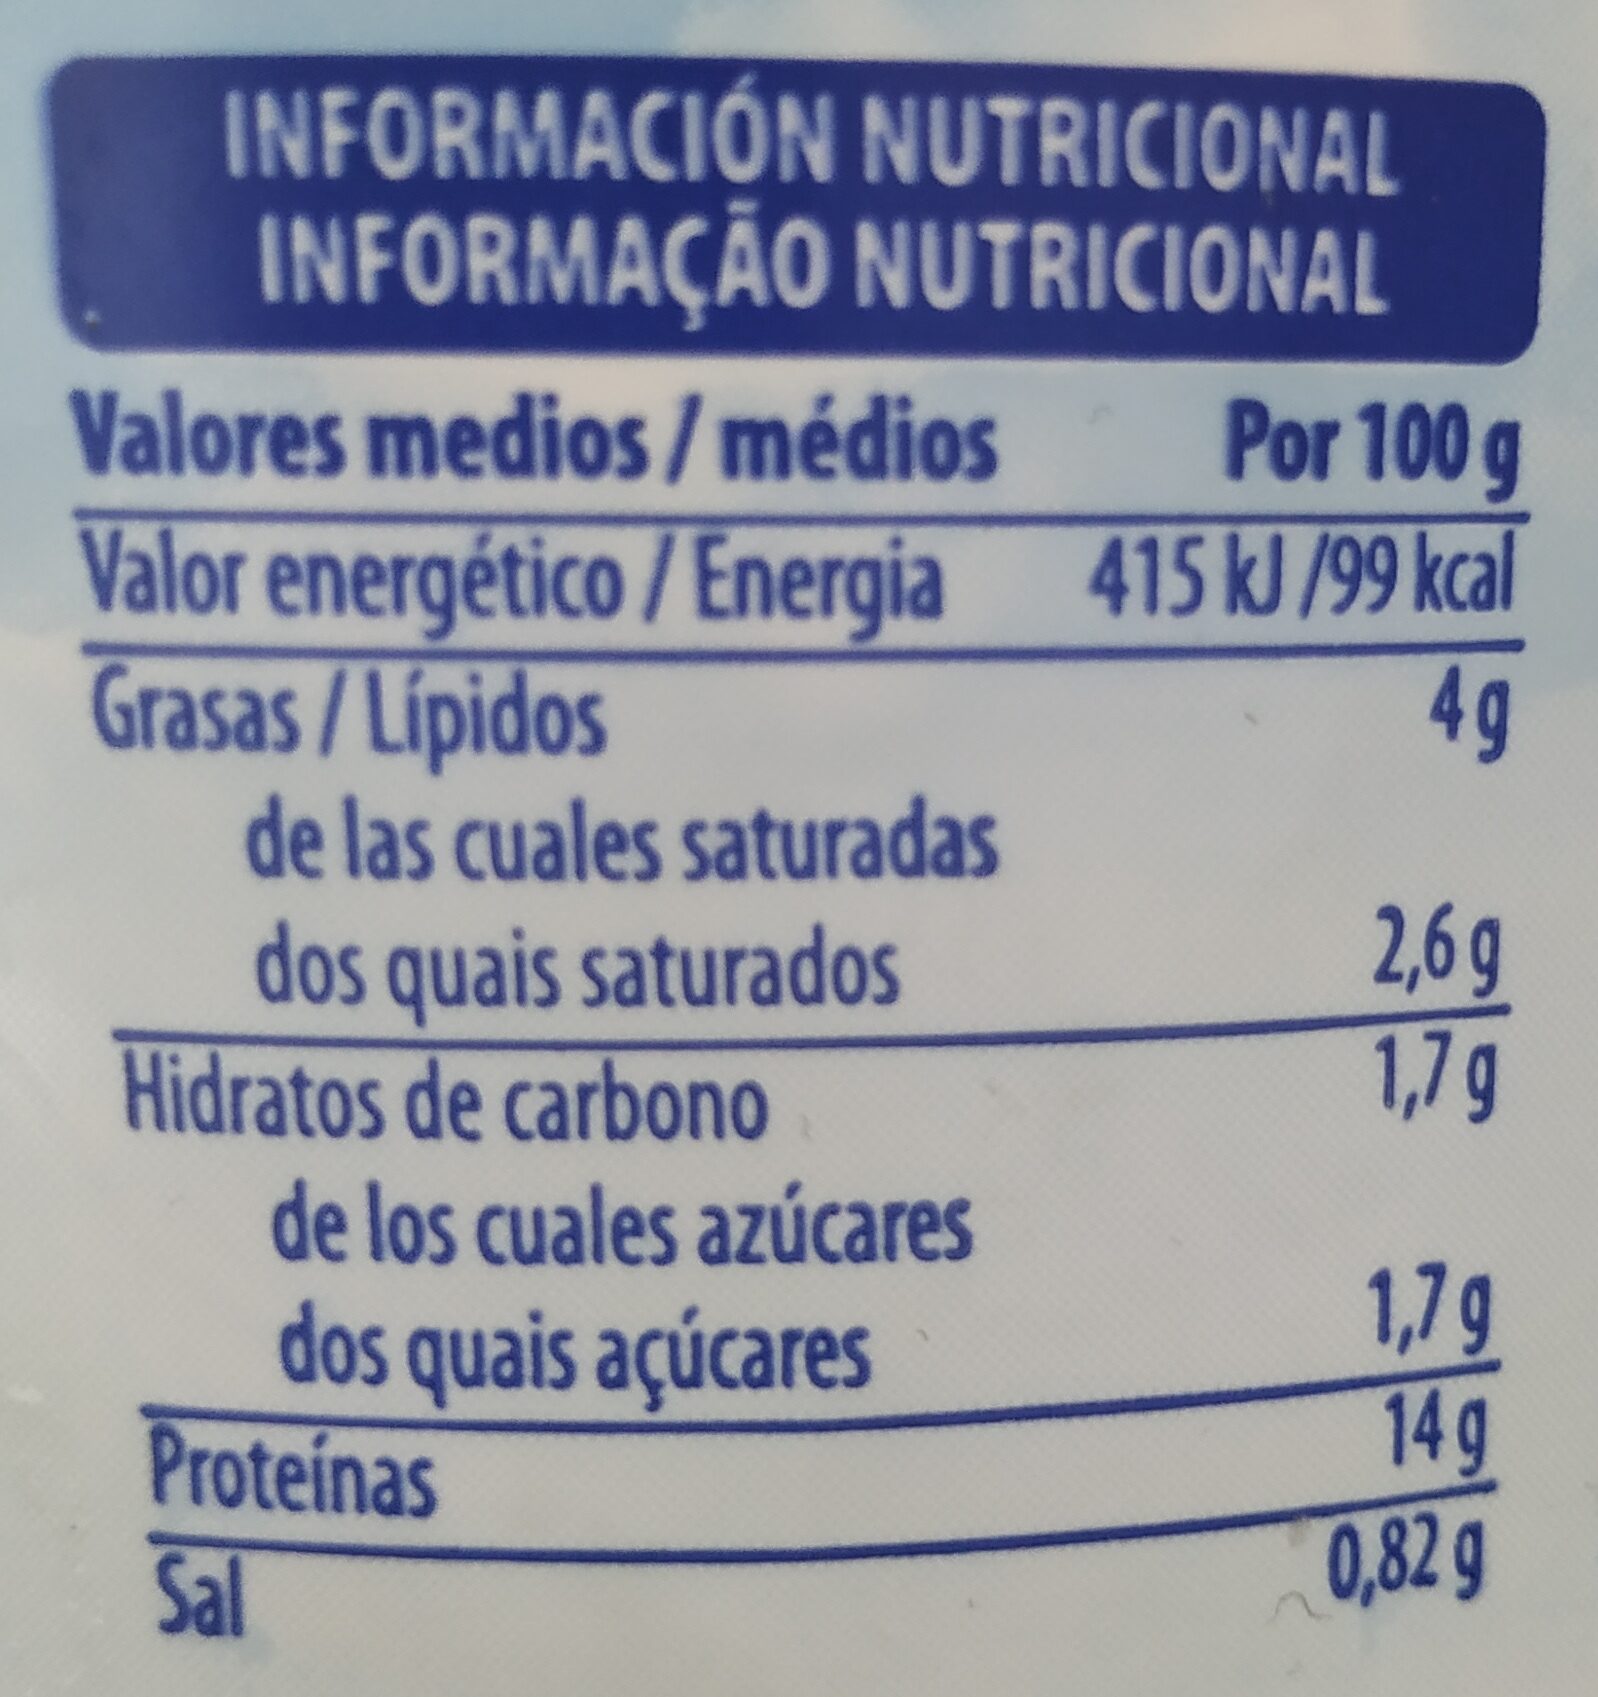 INFORMACIÓN NUTRICIONAL
INFORMAÇÃO NUTRICIONAL
Valores medios / médios Por 100 g
Valor energético / Energia 415 kJ /99 kcal
Grasas / Lípidos 4 g
de las cuales saturadas
dos quais saturados 2,6 g
Hidratos de carbono 1,7 g
de los cuales azúcares
dos quais açúcares 1,7 g
Proteínas 14 g
Sal 0,82 g